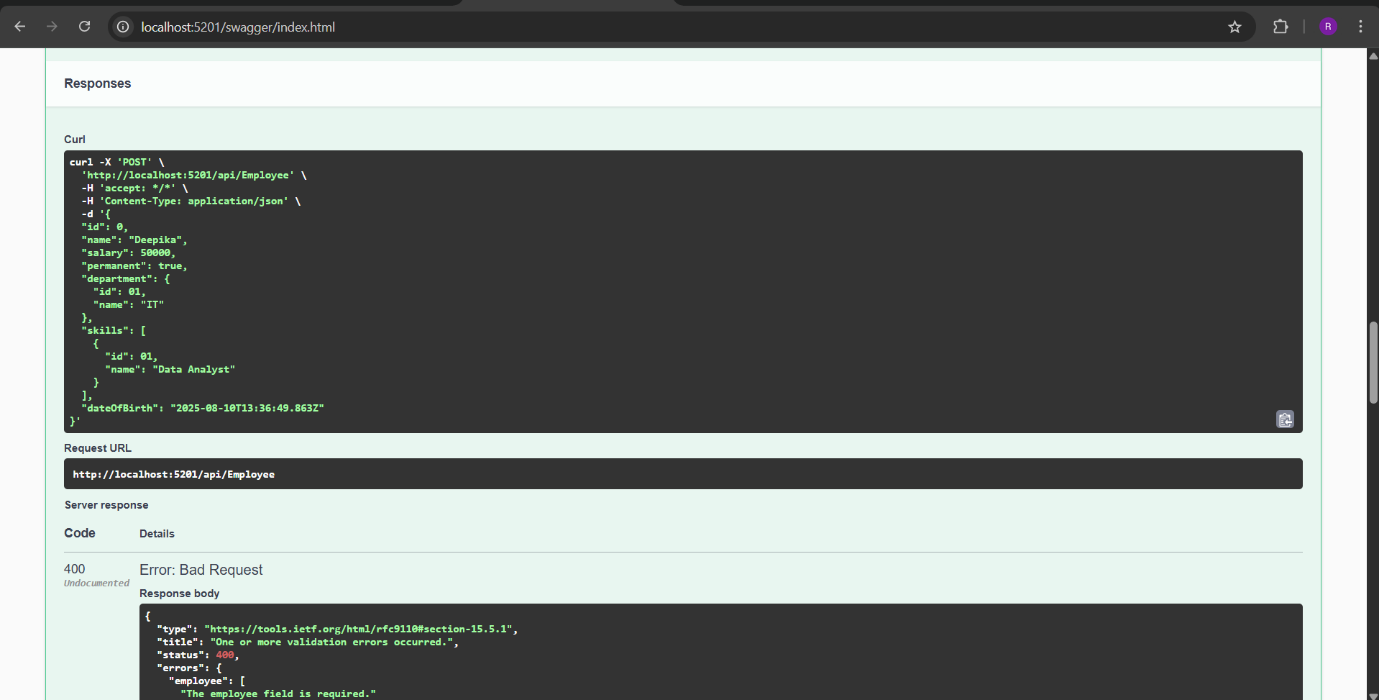 localhost:5201/swagger/index.html
R
Responses
Curl
curl -X 'POST' \
  'http://localhost:5201/api/Employee' \
  -H 'accept: */*' \
  -H 'Content-Type: application/json' \
  -d '{
  "id": 0,
  "name": "Deepika",
  "salary": 50000,
  "permanent": true,
  "department": {
    "id": 01,
    "name": "IT"
  },
  "skills": [
    {
      "id": 01,
      "name": "Data Analyst"
    }
  ],
  "dateOfBirth": "2025-08-10T13:36:49.863Z"
}'
Request URL
http://localhost:5201/api/Employee
Server response
Code Details
400 Error: Bad Request
Undocumented
Response body
{
  "type": "https://tools.ietf.org/html/rfc9110#section-15.5.1",
  "title": "One or more validation errors occurred.",
  "status": 400,
  "errors": {
    "employee": [
      "The employee field is required."